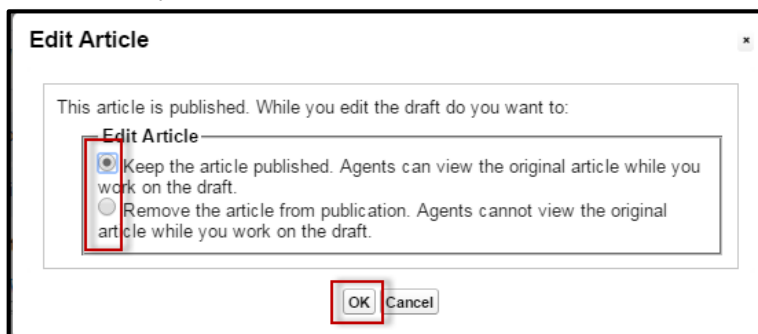 Edit Article
×
This article is published. While you edit the draft do you want to:
Edit Article
Keep the article published. Agents can view the original article while you
work on the draft.
Remove the article from publication. Agents cannot view the original
article while you work on the draft.
OK Cancel